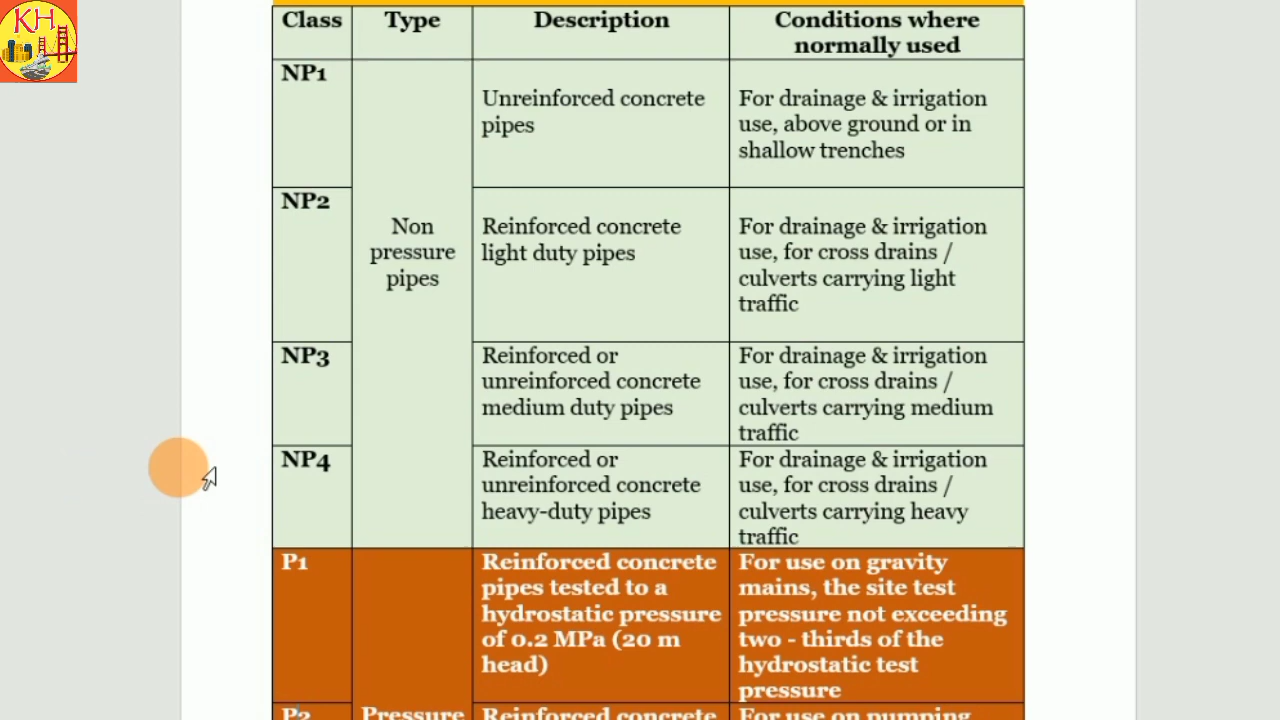 KH
Class Type Description Conditions where
normally used
NP1
Unreinforced concrete
pipes
For drainage & irrigation
use, above ground or in
shallow trenches
NP2
Non
pressure
pipes
Reinforced concrete
light duty pipes
For drainage & irrigation
use, for cross drains /
culverts carrying light
traffic
NP3
Reinforced or
unreinforced concrete
medium duty pipes
For drainage & irrigation
use, for cross drains /
culverts carrying medium
traffic
NP4
Reinforced or
unreinforced concrete
heavy-duty pipes
For drainage & irrigation
use, for cross drains /
culverts carrying heavy
traffic
P1
Reinforced concrete
pipes tested to a
hydrostatic pressure
of 0.2 MPa (20 m
head)
For use on gravity
mains, the site test
pressure not exceeding
two - thirds of the
hydrostatic test
pressure
P2
Pressure
Reinforced concrete
For use on pumping